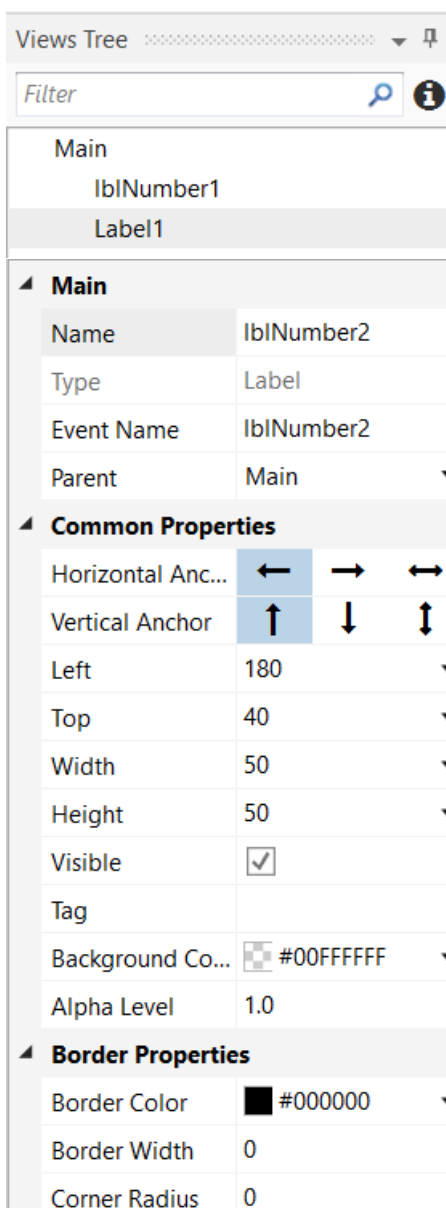 Views Tree
Filter
Main
lblNumber1
Label1
Main
Name lblNumber2
Type Label
Event Name lblNumber2
Parent Main
Common Properties
Horizontal Anc...
Vertical Anchor
Left 180
Top 40
Width 50
Height 50
Visible
Tag
Background Co... #00FFFFFF
Alpha Level 1.0
Border Properties
Border Color #000000
Border Width 0
Corner Radius 0